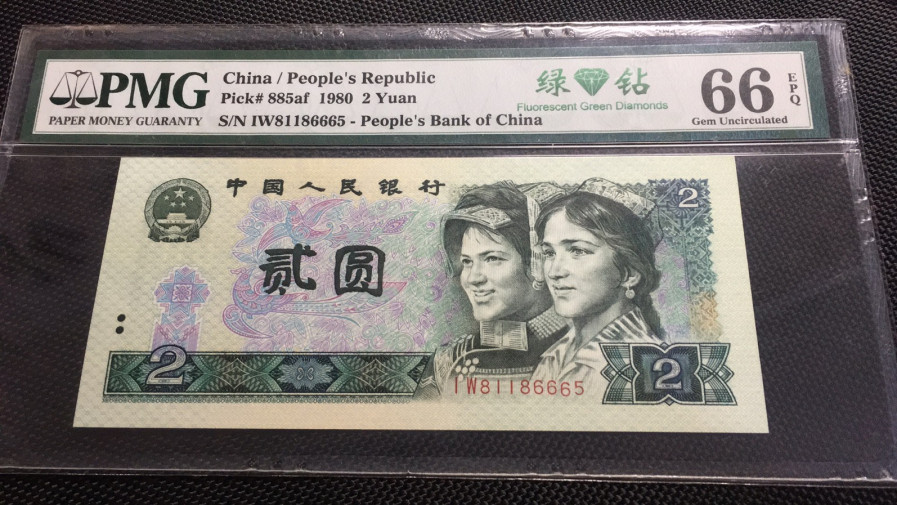 PMG
PAPER MONEY GUARANTY
China / People's Republic
Pick# 885af 1980 2 Yuan
S/N IW81186665 - People's Bank of China
绿 钻
Fluorescent Green Diamonds
66 EPQ
Gem Uncirculated
中国人民银行
2
贰圆
2
2
IW81186665